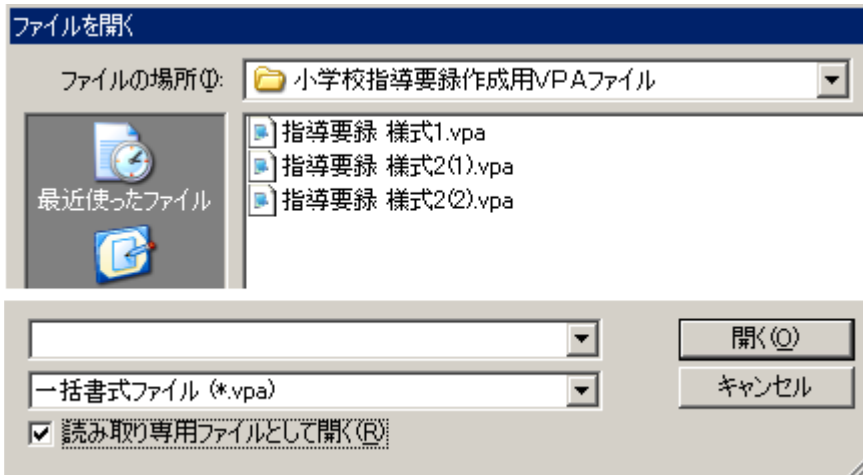 ファイルを開く
ファイルの場所(I):
小学校指導要録作成用VPAファイル
指導要録 様式1.vpa
指導要録 様式2(1).vpa
指導要録 様式2(2).vpa
最近使ったファイル
開く(O)
一括書式ファイル (*.vpa)
キャンセル
読み取り専用ファイルとして開く(R)